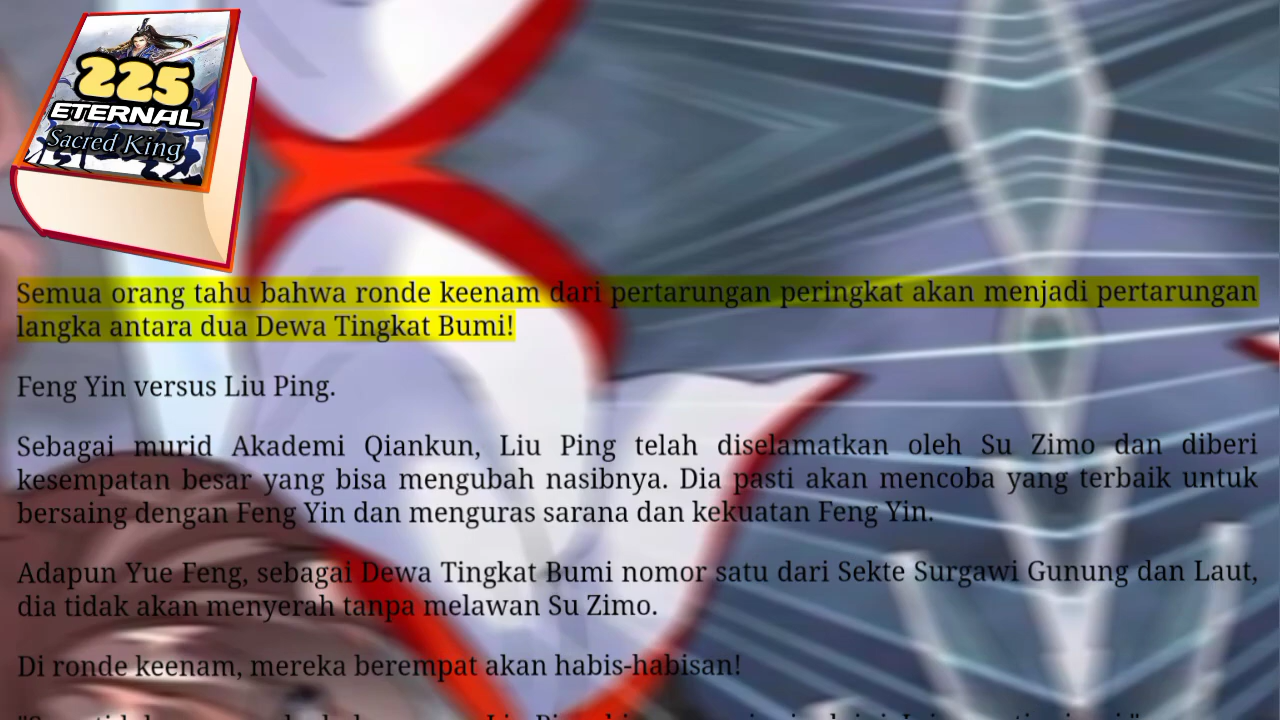 225
ETERNAL
Sacred King
Semua orang tahu bahwa ronde keenam dari pertarungan peringkat akan menjadi pertarungan
langka antara dua Dewa Tingkat Bumi!
Feng Yin versus Liu Ping.
Sebagai murid Akademi Qiankun, Liu Ping telah diselamatkan oleh Su Zimo dan diberi
kesempatan besar yang bisa mengubah nasibnya. Dia pasti akan mencoba yang terbaik untuk
bersaing dengan Feng Yin dan menguras sarana dan kekuatan Feng Yin.
Adapun Yue Feng, sebagai Dewa Tingkat Bumi nomor satu dari Sekte Surgawi Gunung dan Laut,
dia tidak akan menyerah tanpa melawan Su Zimo.
Di ronde keenam, mereka berempat akan habis-habisan!